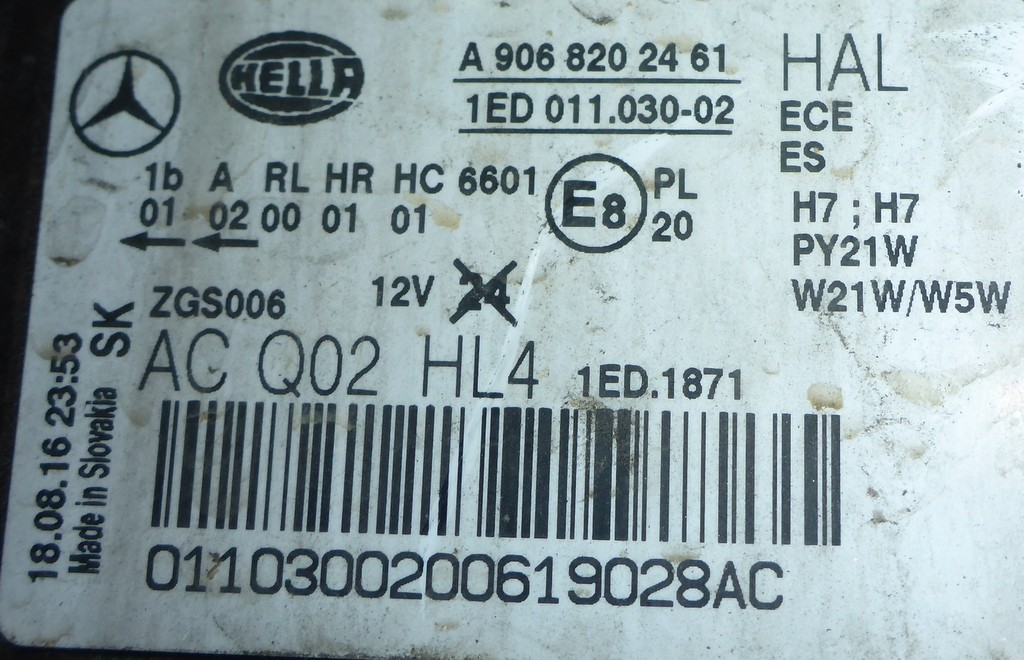 HELLA
A 906 820 24 61
1ED 011.030-02
HAL
ECE
ES
1b A RL HR HC 6601 E8 PL
01 02 00 01 01 20
H7 ; H7
PY21W
W21W/W5W
ZGS006 12V 24
AC Q02 HL4 1ED.1871
18.08.16 23:53
Made in Slovakia SK
0110300200619028AC